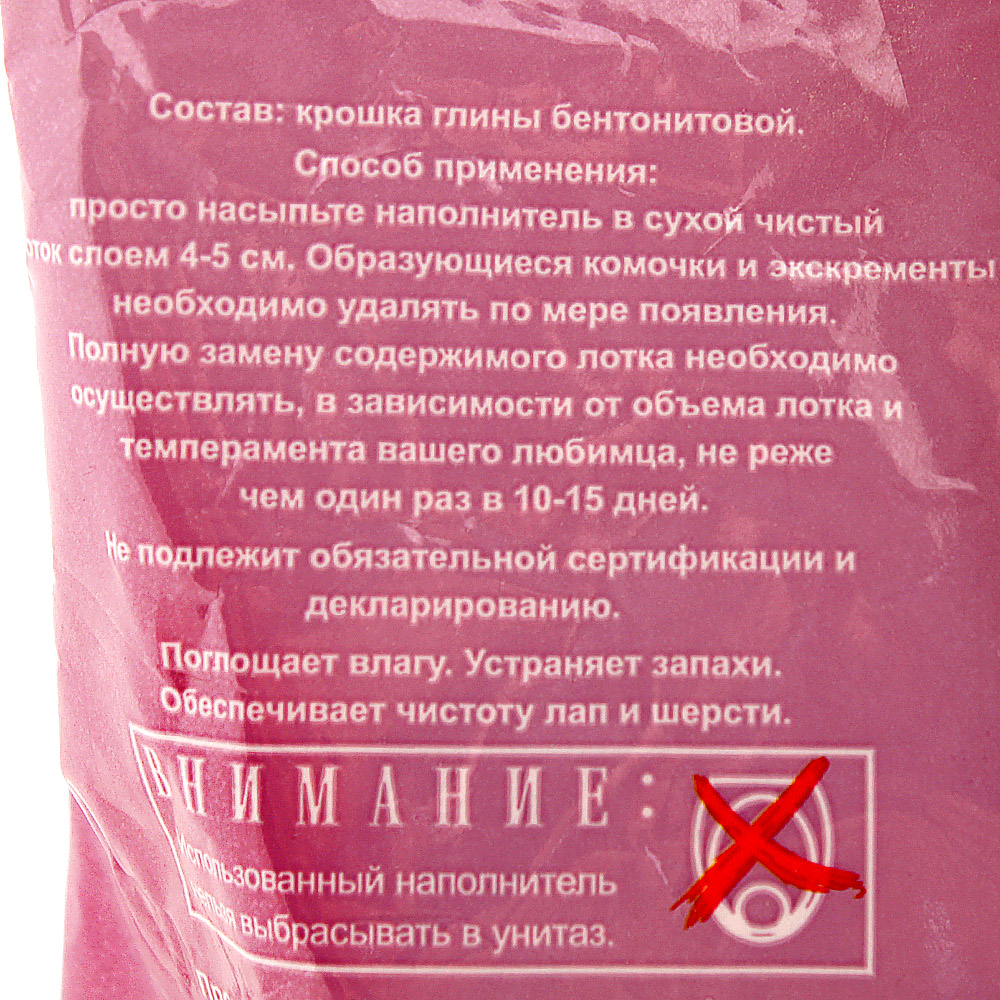 Состав: крошка глины бентонитовой.
Способ применения:
просто насыпьте наполнитель в сухой чистый
слоем 4-5 см. Образующиеся комочки и экскременты
необходимо удалять по мере появления.
Полную замену содержимого лотка необходимо
осуществлять, в зависимости от объема лотка и
темперамента вашего любимца, не реже
чем один раз в 10-15 дней.
Не подлежит обязательной сертификации и
декларированию.
Поглощает влагу. Устраняет запахи.
Обеспечивает чистоту лап и шерсти.
ВНИМАНИЕ:
Использованный наполнитель
нельзя выбрасывать в унитаз.